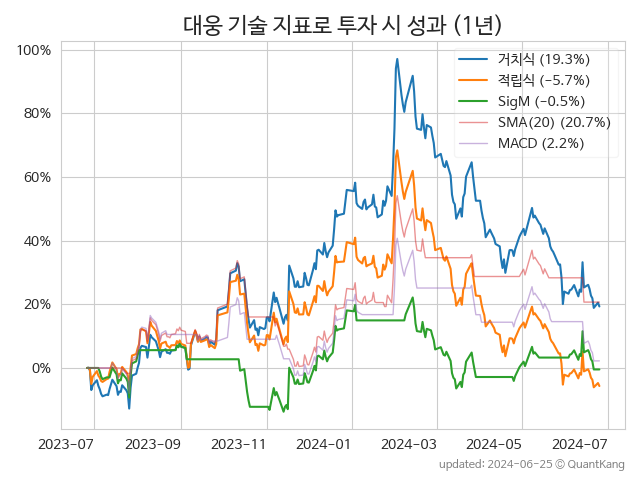 대웅 기술 지표로 투자 시 성과 (1년)
거치식 (19.3%)
적립식 (-5.7%)
SigM (-0.5%)
SMA(20) (20.7%)
MACD (2.2%)
100%
80%
60%
40%
20%
0%
2023-07 2023-09 2023-11 2024-01 2024-03 2024-05 2024-07
updated: 2024-06-25 ⓒ QuantKang